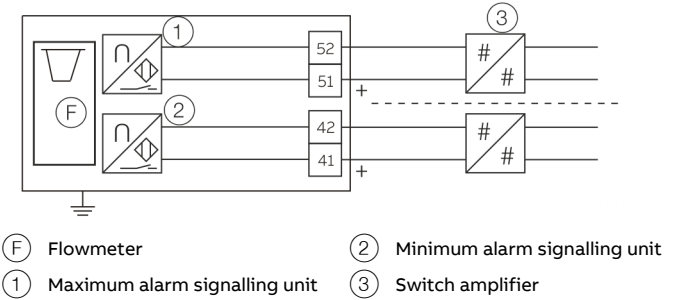 1
3
52
#
#
51
+
F
2
42
#
#
41
+
F Flowmeter
2 Minimum alarm signalling unit
1 Maximum alarm signalling unit
3 Switch amplifier